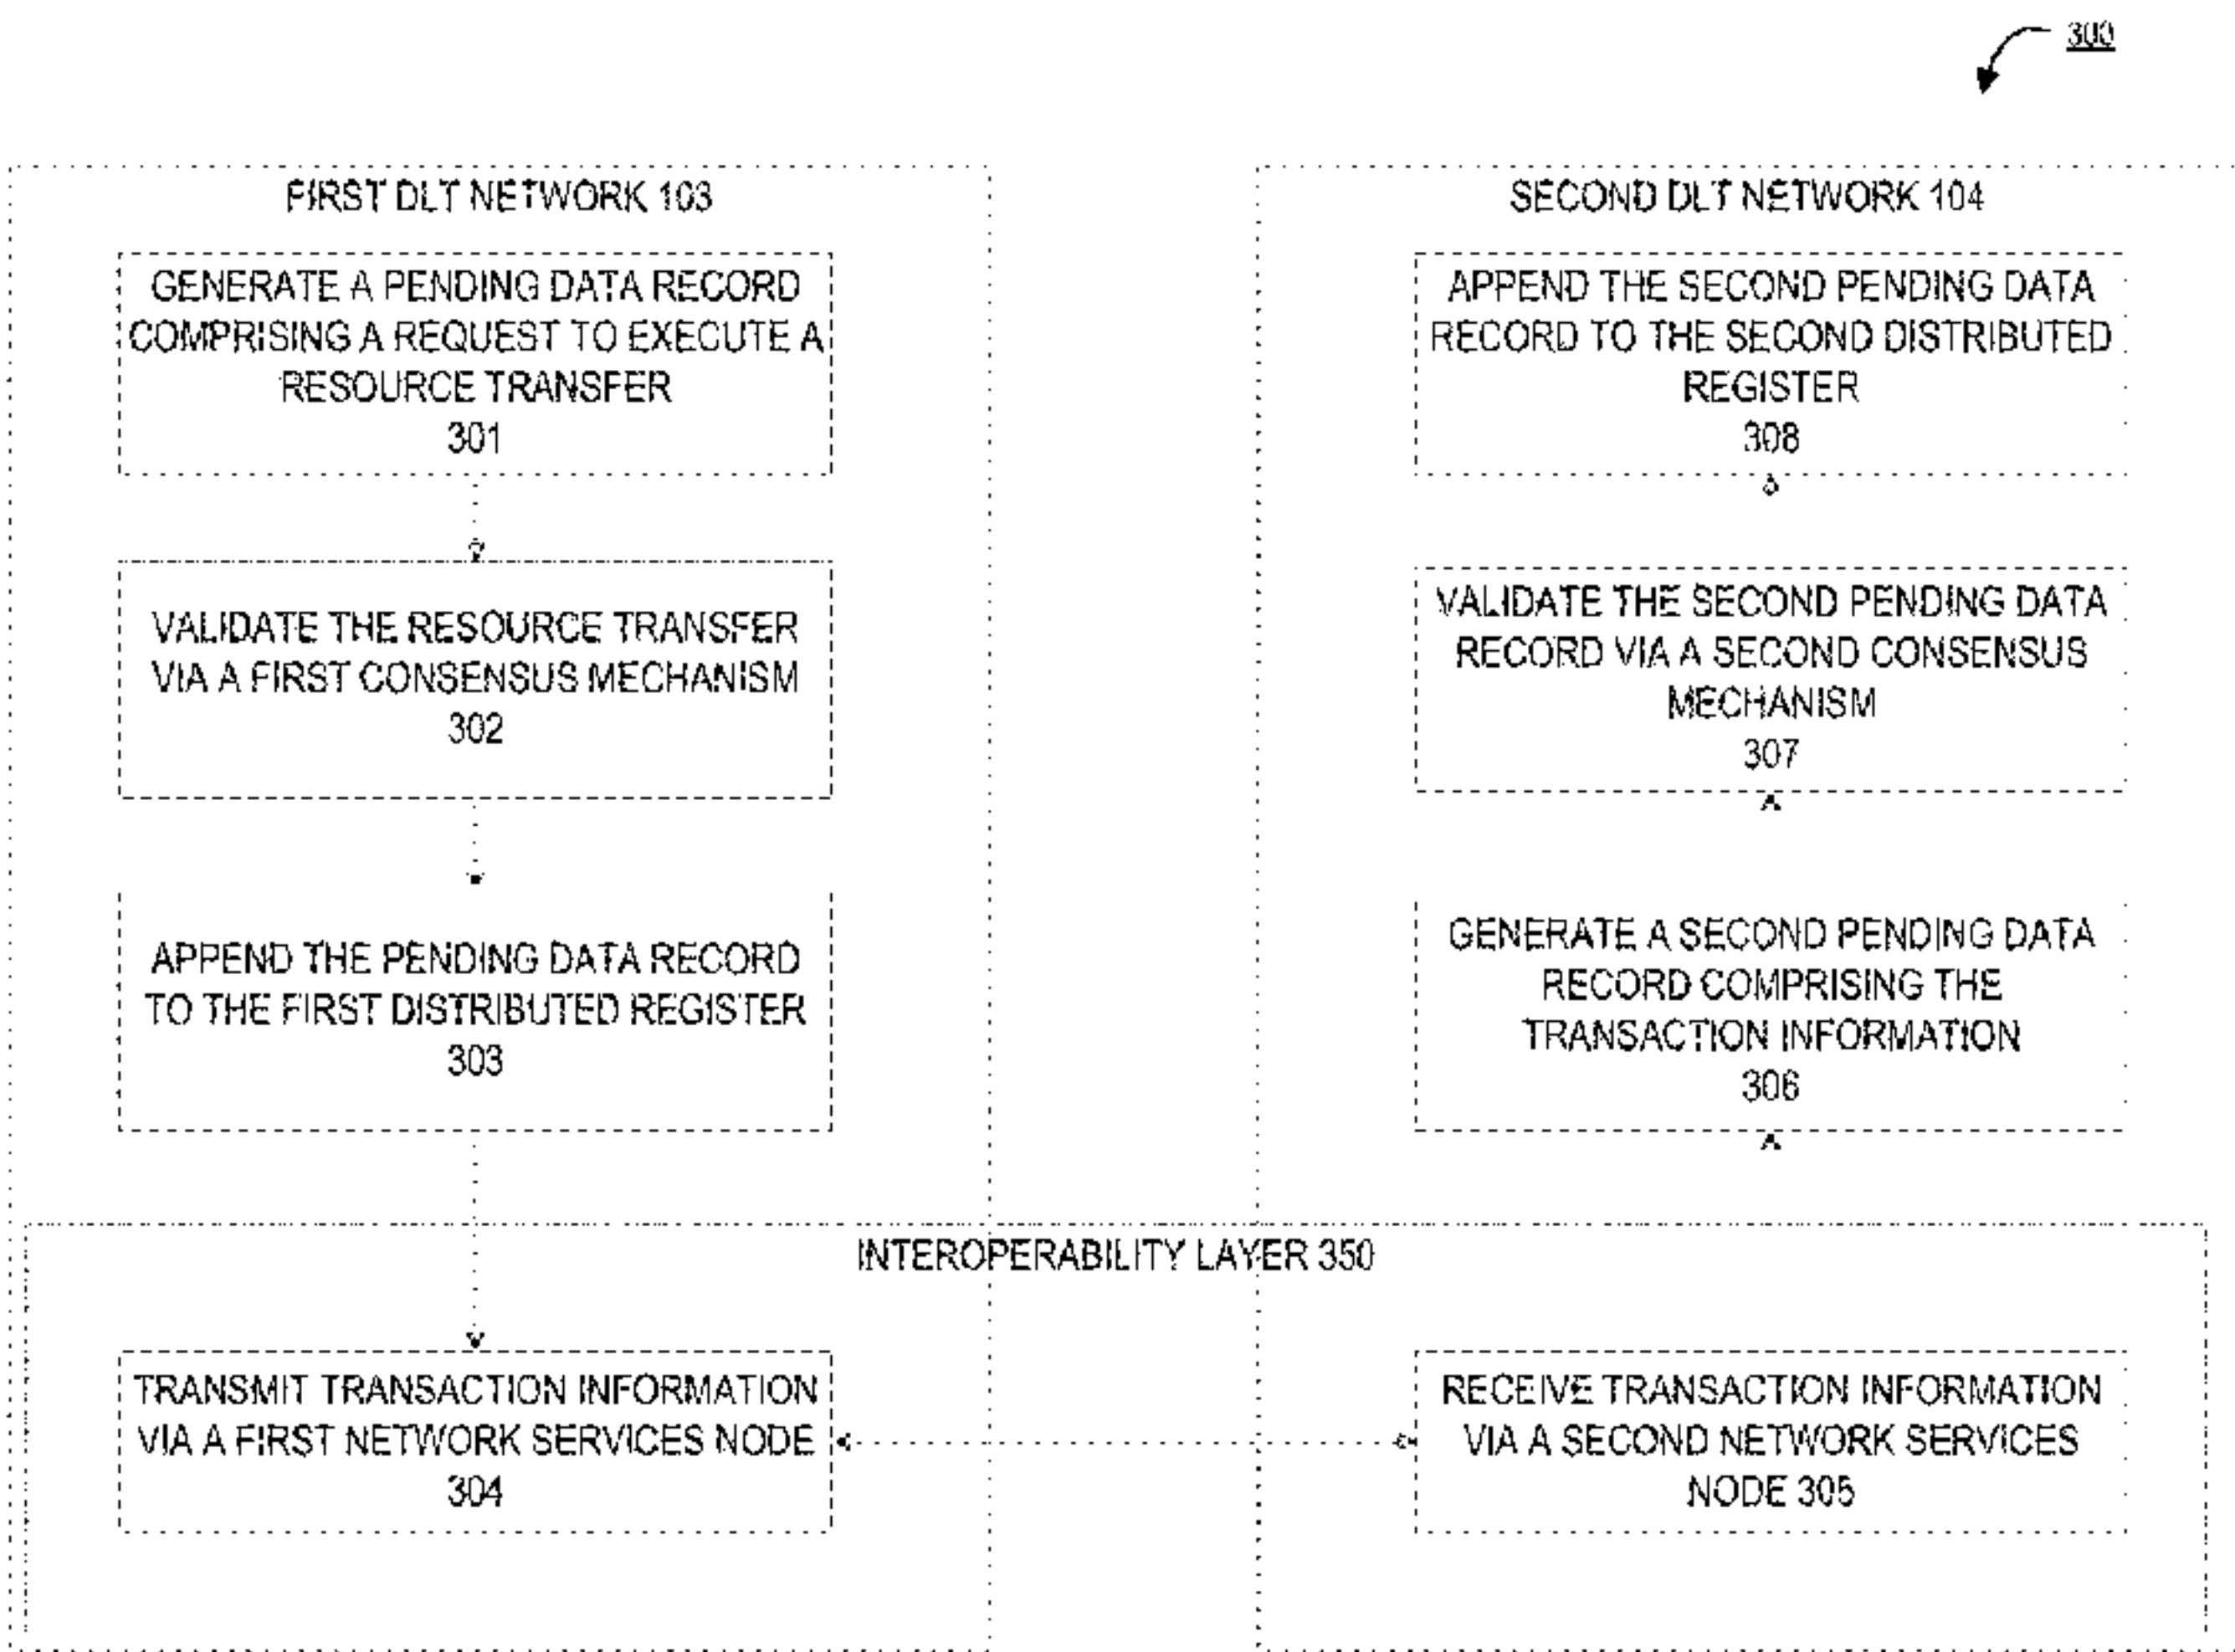 300
FIRST DLT NETWORK 103
GENERATE A PENDING DATA RECORD
COMPRISING A REQUEST TO EXECUTE A
RESOURCE TRANSFER
301
VALIDATE THE RESOURCE TRANSFER
VIA A FIRST CONSENSUS MECHANISM
302
APPEND THE PENDING DATA RECORD
TO THE FIRST DISTRIBUTED REGISTER
303
SECOND DLT NETWORK 104
APPEND THE SECOND PENDING DATA
RECORD TO THE SECOND DISTRIBUTED
REGISTER
308
VALIDATE THE SECOND PENDING DATA
RECORD VIA A SECOND CONSENSUS
MECHANISM
307
GENERATE A SECOND PENDING DATA
RECORD COMPRISING THE
TRANSACTION INFORMATION
306
INTEROPERABILITY LAYER 350
TRANSMIT TRANSACTION INFORMATION
VIA A FIRST NETWORK SERVICES NODE
304
RECEIVE TRANSACTION INFORMATION
VIA A SECOND NETWORK SERVICES
NODE 305